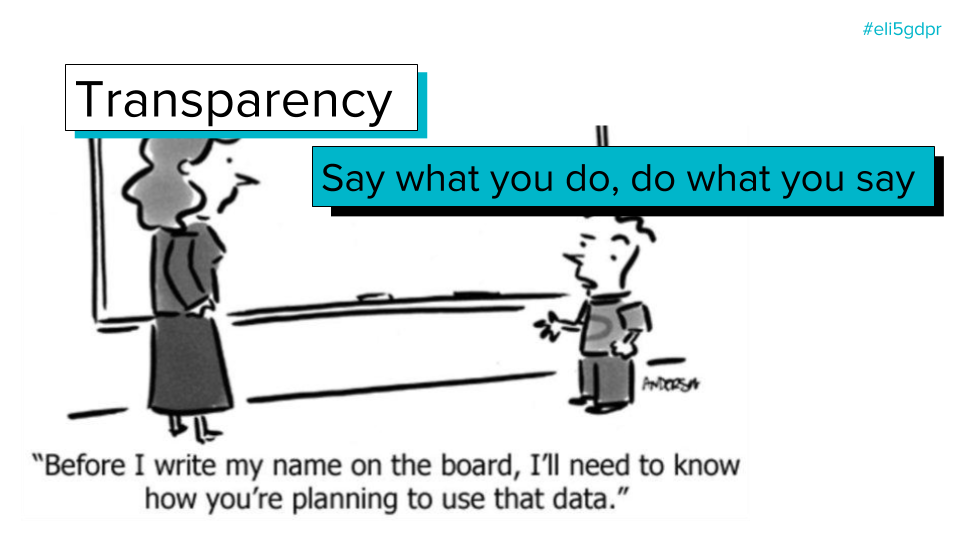 #eli5gdpr
Transparency
Say what you do, do what you say
ANDERSON
“Before I write my name on the board, I’ll need to know
how you’re planning to use that data.”